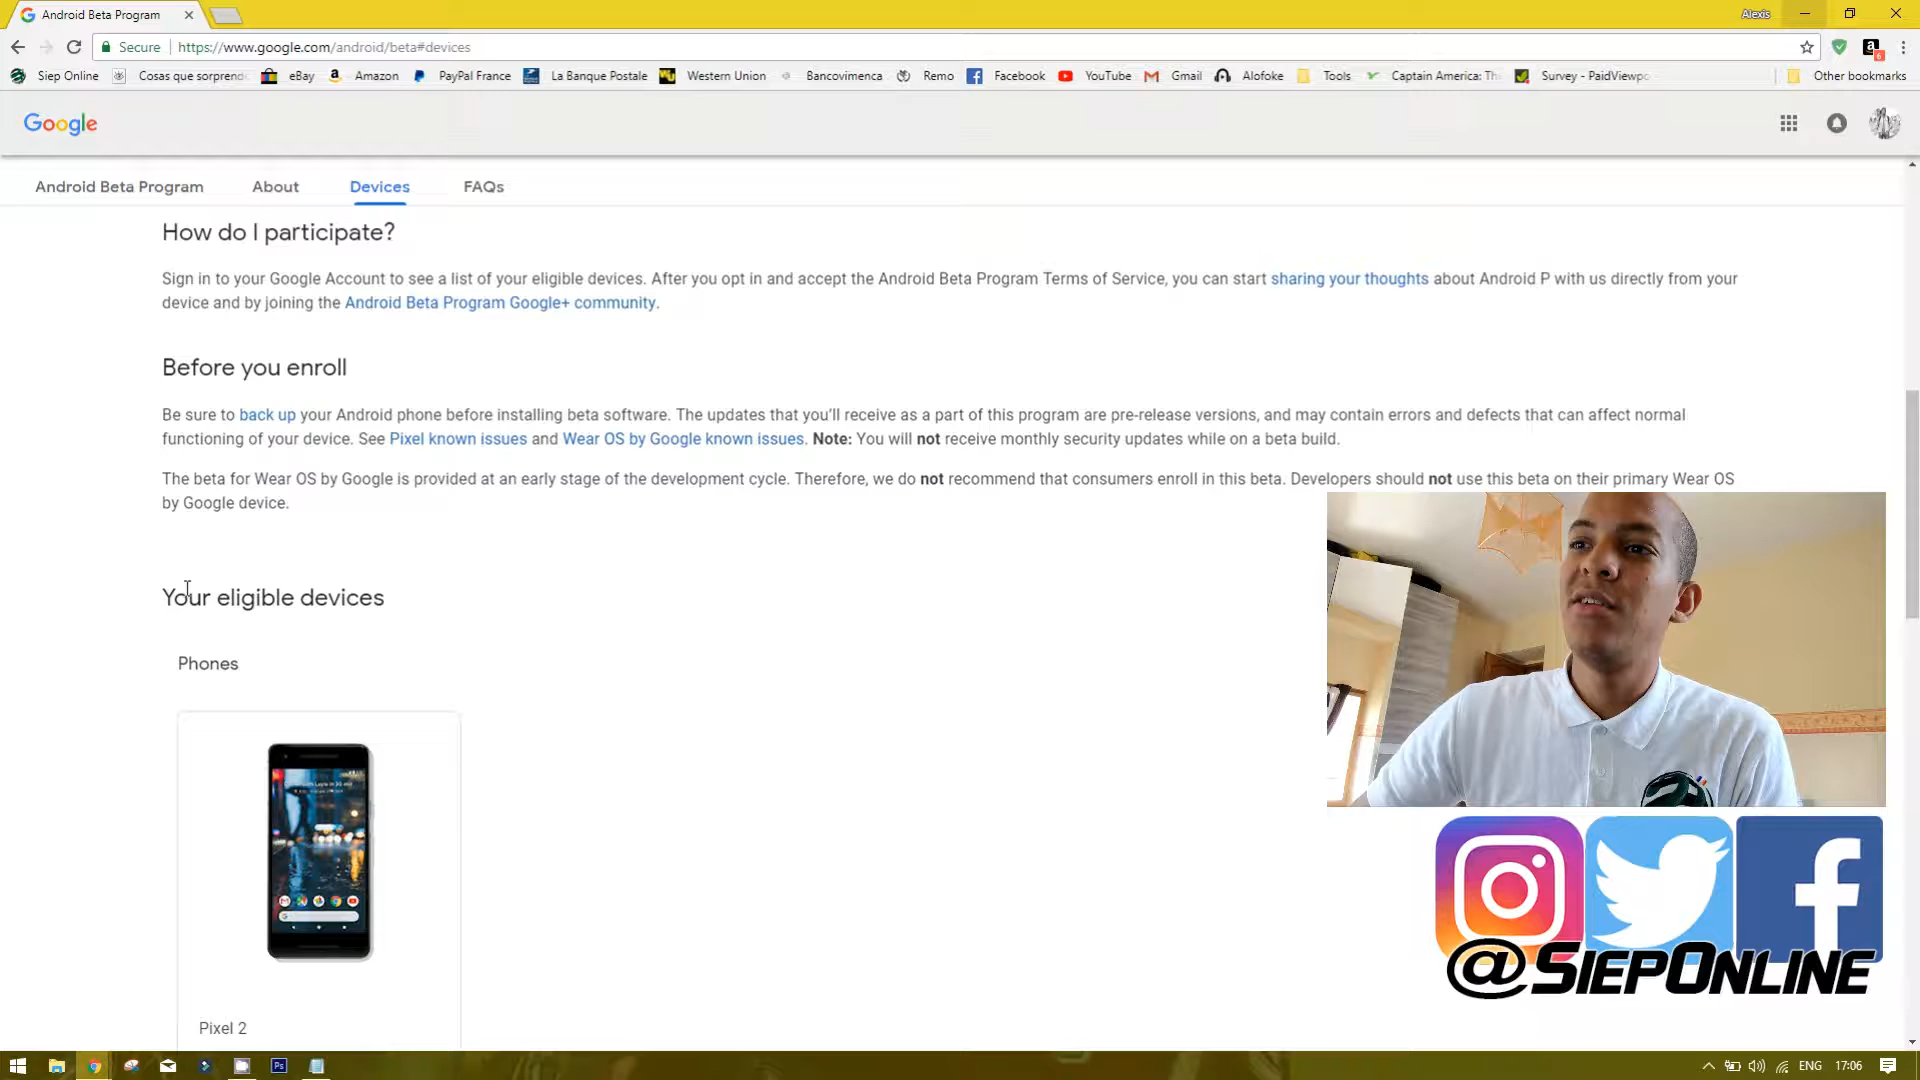 Android Beta Program
Alexis
Secure https://www.google.com/android/beta#devices
6
Siep Online Cosas que sorprend eBay Amazon PayPal France La Banque Postale Western Union Bancovimenca Remo Facebook YouTube Gmail Alofoke Tools Captain America: Th Survey - PaidViewpo Other bookmarks
Google
Android Beta Program About Devices FAQs
How do I participate?
Sign in to your Google Account to see a list of your eligible devices. After you opt in and accept the Android Beta Program Terms of Service, you can start sharing your thoughts about Android P with us directly from your
device and by joining the Android Beta Program Google+ community.
Before you enroll
Be sure to back up your Android phone before installing beta software. The updates that you'll receive as a part of this program are pre-release versions, and may contain errors and defects that can affect normal
functioning of your device. See Pixel known issues and Wear OS by Google known issues. Note: You will not receive monthly security updates while on a beta build.
The beta for Wear OS by Google is provided at an early stage of the development cycle. Therefore, we do not recommend that consumers enroll in this beta. Developers should not use this beta on their primary Wear OS
by Google device.
Your eligible devices
Phones
Pixel 2
@SiepOnline
Ps
ENG 17:06